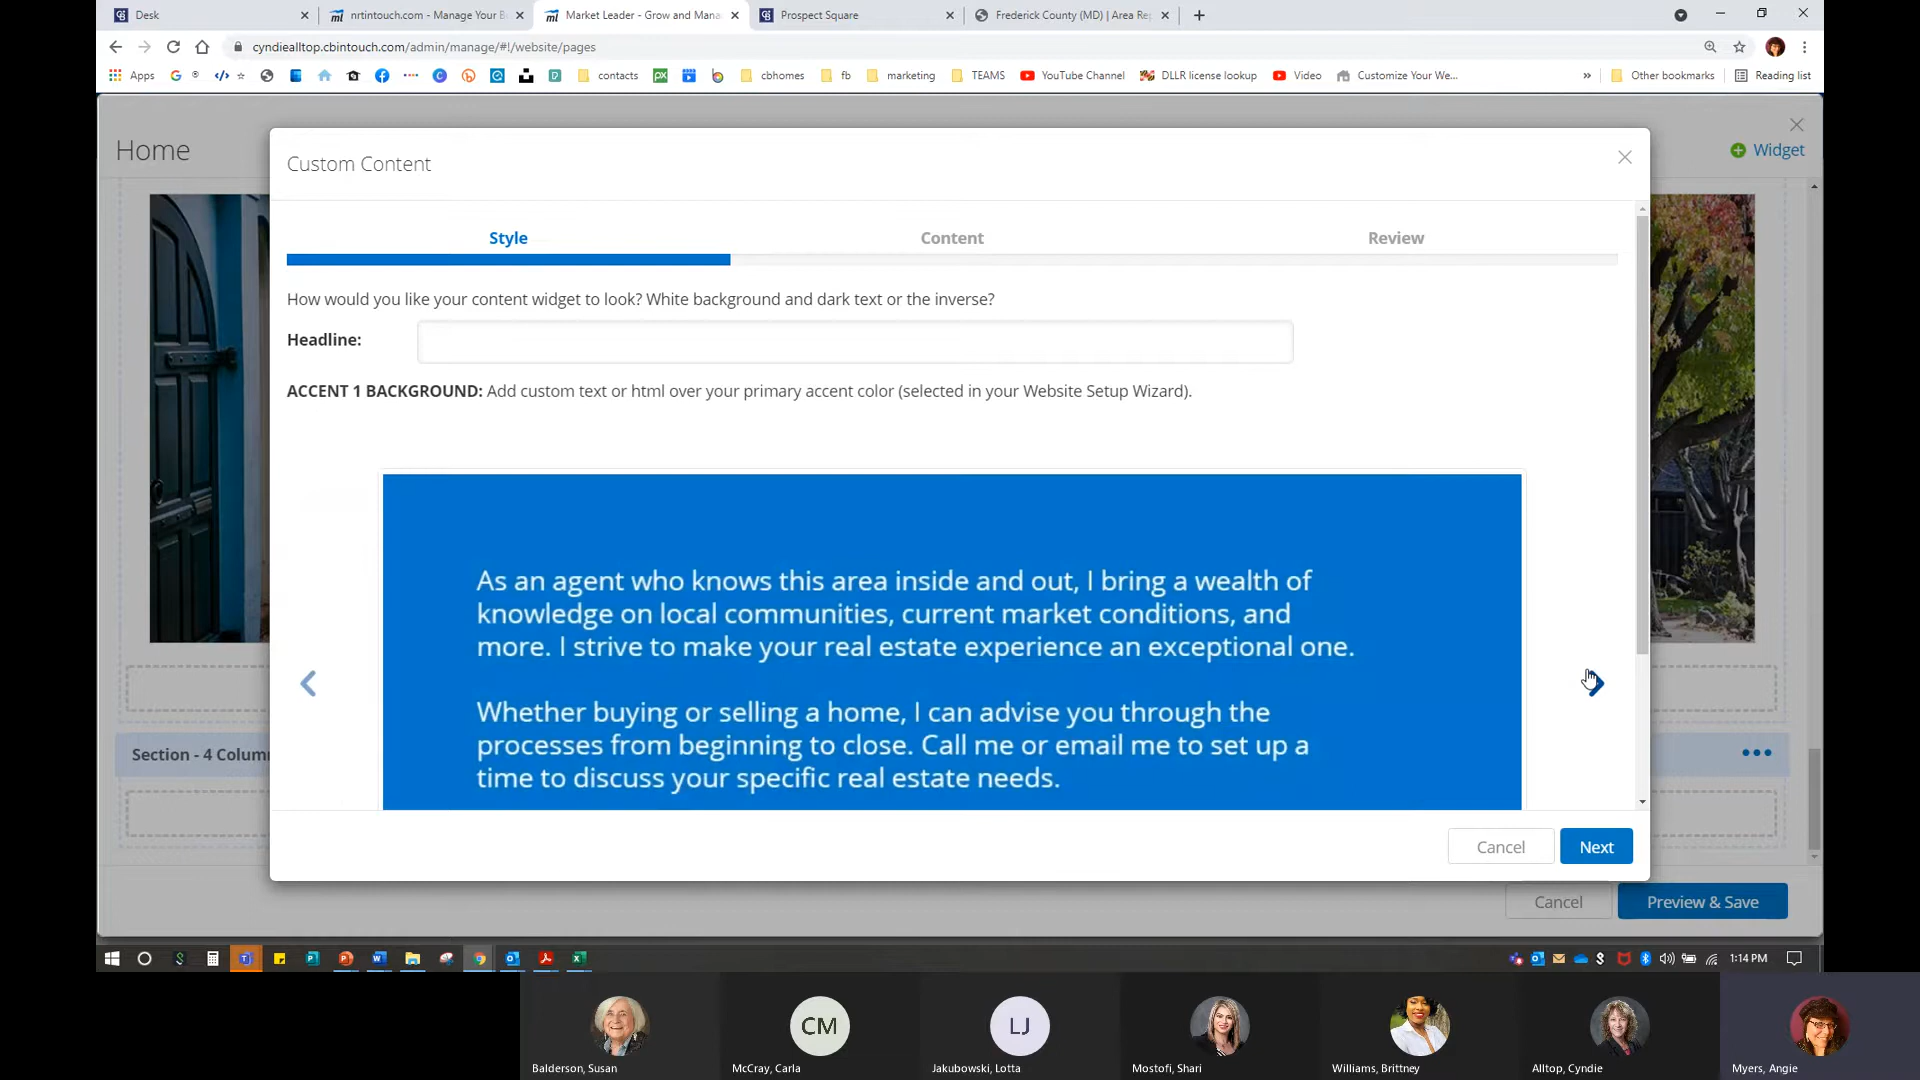 Desk
nrtintouch.com - Manage Your B
Market Leader - Grow and Mana
Prospect Square
Frederick County (MD) | Area Re
cyndiealltop.cbintouch.com/admin/manage/#!/website/pages
Apps
contacts
cbhomes
fb
marketing
TEAMS
YouTube Channel
DLLR license lookup
Video
Customize Your We...
»
Other bookmarks
Reading list
Home
Widget
Custom Content
Style
Content
Review
How would you like your content widget to look? White background and dark text or the inverse?
Headline:
ACCENT 1 BACKGROUND: Add custom text or html over your primary accent color (selected in your Website Setup Wizard).
As an agent who knows this area inside and out, I bring a wealth of
knowledge on local communities, current market conditions, and
more. I strive to make your real estate experience an exceptional one.
Whether buying or selling a home, I can advise you through the
processes from beginning to close. Call me or email me to set up a
time to discuss your specific real estate needs.
Section - 4 Colum
Cancel
Next
Cancel
Preview & Save
1:14 PM
CM
LJ
Balderson, Susan
McCray, Carla
Jakubowski, Lotta
Mostofi, Shari
Williams, Brittney
Alltop, Cyndie
Myers, Angie